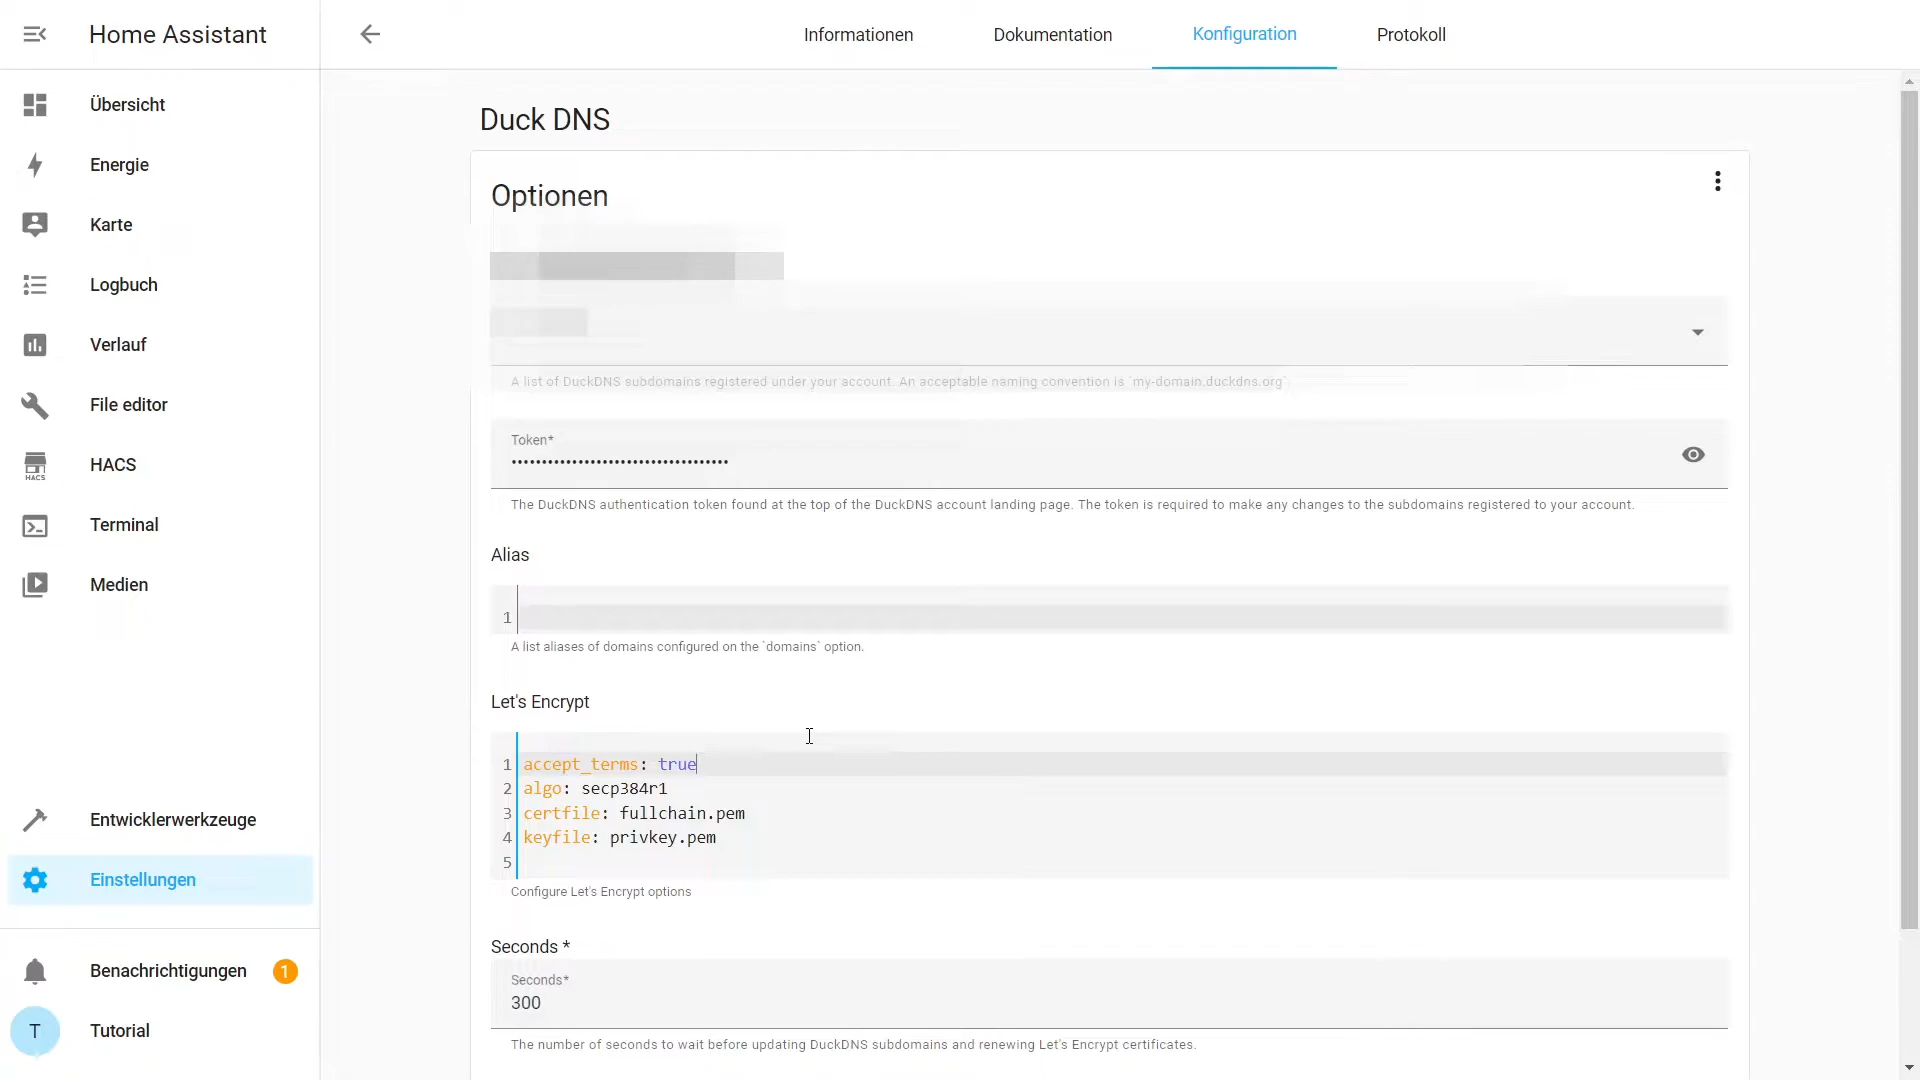 Home Assistant
Informationen
Dokumentation
Konfiguration
Protokoll
Übersicht
Energie
Karte
Logbuch
Verlauf
File editor
HACS
HACS
Terminal
Medien
Entwicklerwerkzeuge
Einstellungen
Benachrichtigungen
1
T
Tutorial
Duck DNS
Optionen
A list of DuckDNS subdomains registered under your account. An acceptable naming convention is `my-domain.duckdns.org`.
Token*
••••••••••••••••••••••••••••••••••••
The DuckDNS authentication token found at the top of the DuckDNS account landing page. The token is required to make any changes to the subdomains registered to your account.
Alias
1
A list aliases of domains configured on the `domains` option.
Let's Encrypt
1 accept_terms: true
2 algo: secp384r1
3 certfile: fullchain.pem
4 keyfile: privkey.pem
5
Configure Let's Encrypt options
Seconds *
Seconds*
300
The number of seconds to wait before updating DuckDNS subdomains and renewing Let's Encrypt certificates.